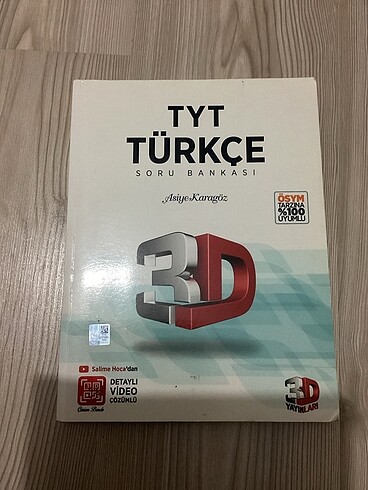 TYT
TÜRKÇE
SORU BANKASI
Asiye Karagöz
ÖSYM
TARZINA
%100
UYUMLU
3D
Salime Hoca'dan
DETAYLI
VİDEO
ÇÖZÜMLÜ
3D
YAYINLARI